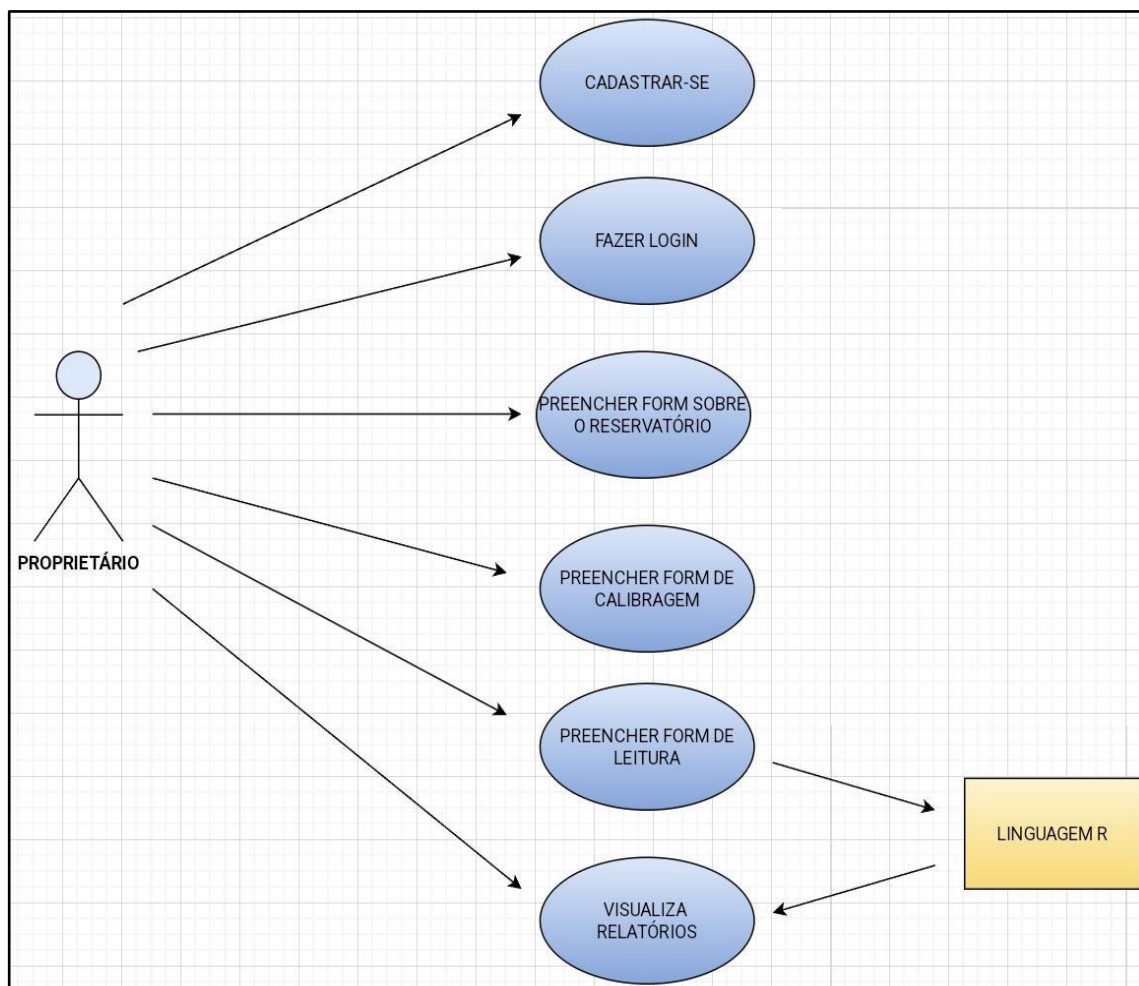 CADASTRAR-SE
FAZER LOGIN
PREENCHER FORM SOBRE
O RESERVATÓRIO
PROPRIETÁRIO
PREENCHER FORM DE
CALIBRAGEM
PREENCHER FORM DE
LEITURA
LINGUAGEM R
VISUALIZA
RELATÓRIOS